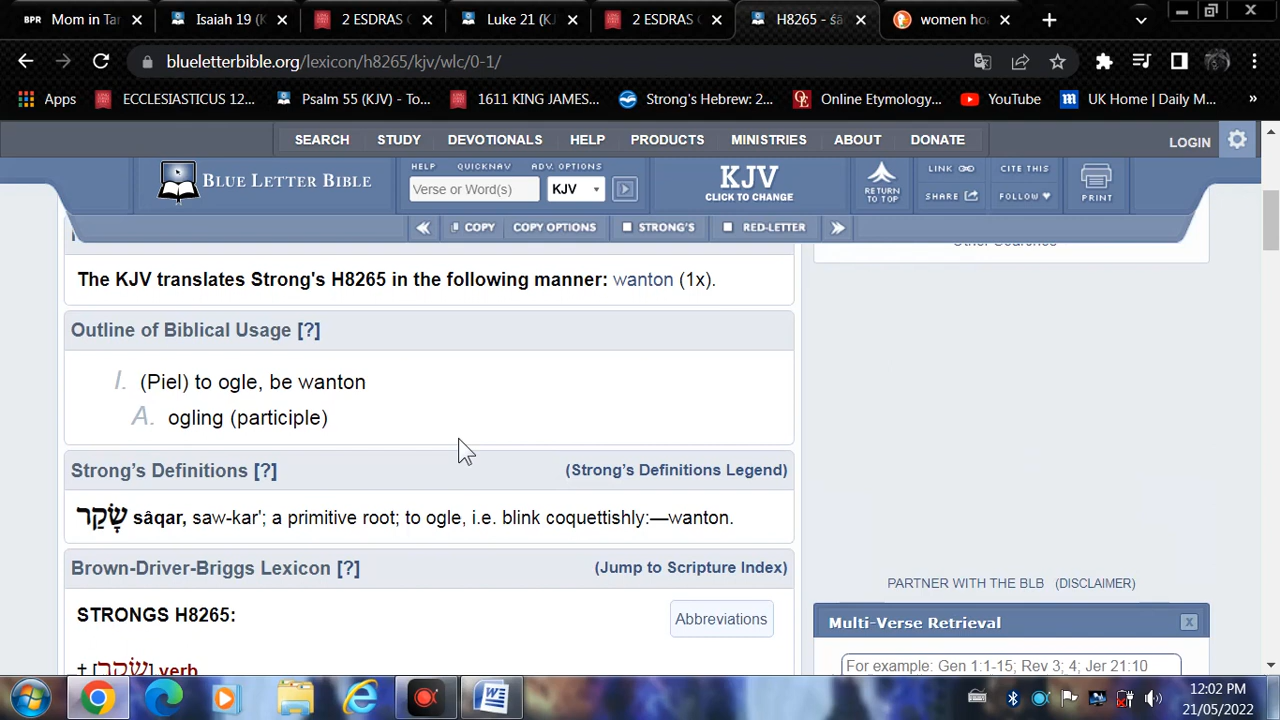 BPR Mom in Tar
Isaiah 19 (K
2 ESDRAS
Luke 21 (KJ
2 ESDRAS
H8265 - śā
women ho
blueletterbible.org/lexicon/h8265/kjv/wlc/0-1/
Apps ECCLESIASTICUS 12... Psalm 55 (KJV) - To... 1611 KING JAMES... Strong's Hebrew: 2... Online Etymology... YouTube UK Home | Daily M... »
SEARCH STUDY DEVOTIONALS HELP PRODUCTS MINISTRIES ABOUT DONATE LOGIN
BLUE LETTER BIBLE
HELP QUICKNAV ADV. OPTIONS
Verse or Word(s) KJV
KJV
CLICK TO CHANGE
RETURN TO TOP
LINK CITE THIS
SHARE FOLLOW
PRINT
COPY COPY OPTIONS STRONG'S RED-LETTER
Other Searches
The KJV translates Strong's H8265 in the following manner: wanton (1x).
Outline of Biblical Usage [?]
I. (Piel) to ogle, be wanton
A. ogling (participle)
Strong's Definitions [?] (Strong's Definitions Legend)
שָׂקַר sâqar, saw-kar'; a primitive root; to ogle, i.e. blink coquettishly:—wanton.
Brown-Driver-Briggs Lexicon [?] (Jump to Scripture Index)
STRONGS H8265: Abbreviations
† [שׂקר] verb
PARTNER WITH THE BLB (DISCLAIMER)
Multi-Verse Retrieval x
For example: Gen 1:1-15; Rev 3; 4; Jer 21:10
12:02 PM
21/05/2022